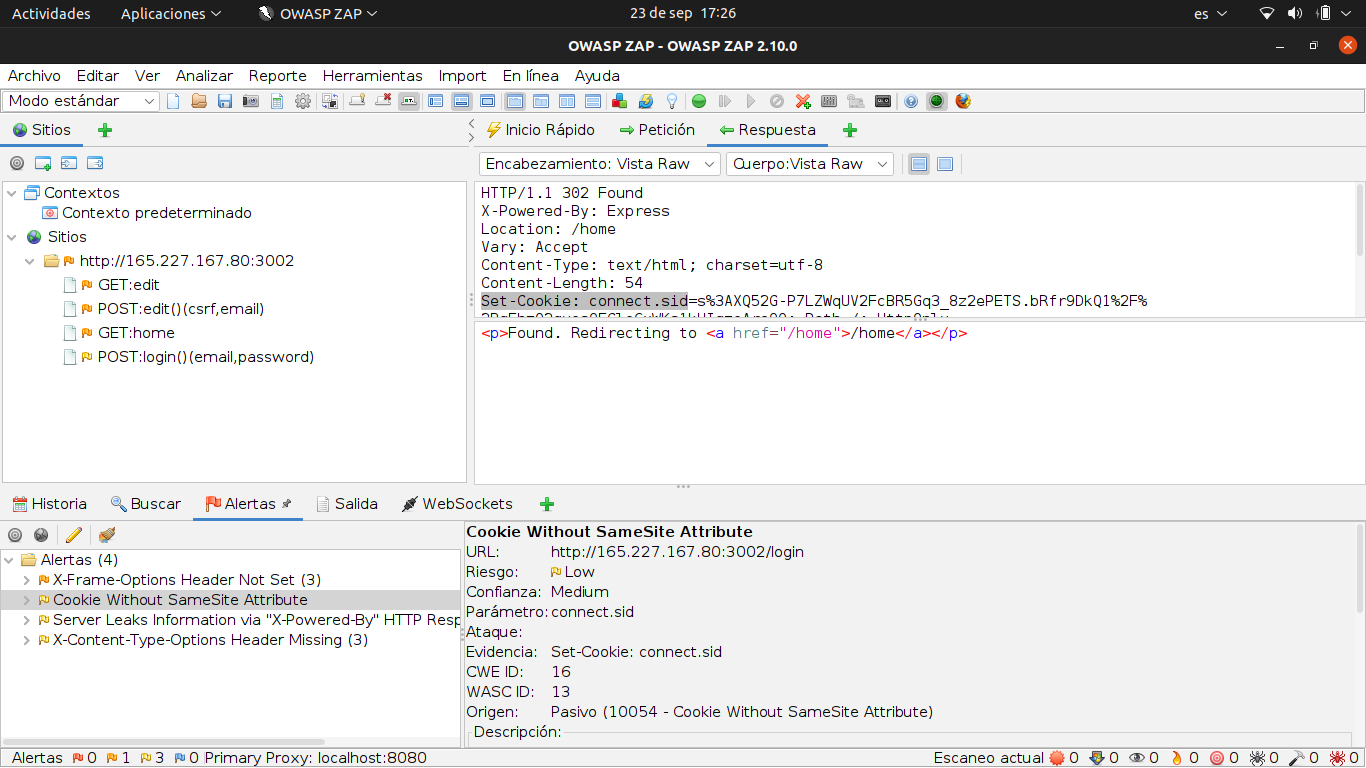 Actividades Aplicaciones OWASP ZAP 23 de sep 17:26 es
OWASP ZAP - OWASP ZAP 2.10.0
Archivo Editar Ver Analizar Reporte Herramientas Import En línea Ayuda
Modo estándar
Sitios
Contextos
Contexto predeterminado
Sitios
http://165.227.167.80:3002
GET:edit
POST:edit()(csrf,email)
GET:home
POST:login()(email,password)
Inicio Rápido Petición Respuesta
Encabezamiento: Vista Raw Cuerpo:Vista Raw
HTTP/1.1 302 Found
X-Powered-By: Express
Location: /home
Vary: Accept
Content-Type: text/html; charset=utf-8
Content-Length: 54
Set-Cookie: connect.sid=s%3AXQ52G-P7LZWqUV2FcBR5Gq3_8z2ePETS.bRfr9DkQ1%2F%
<p>Found. Redirecting to <a href="/home">/home</a></p>
Historia Buscar Alertas Salida WebSockets
Alertas (4)
X-Frame-Options Header Not Set (3)
Cookie Without SameSite Attribute
Server Leaks Information via "X-Powered-By" HTTP Resp
X-Content-Type-Options Header Missing (3)
Cookie Without SameSite Attribute
URL: http://165.227.167.80:3002/login
Riesgo: Low
Confianza: Medium
Parámetro: connect.sid
Ataque:
Evidencia: Set-Cookie: connect.sid
CWE ID: 16
WASC ID: 13
Origen: Pasivo (10054 - Cookie Without SameSite Attribute)
Descripción:
Alertas 0 1 3 0 Primary Proxy: localhost:8080 Escaneo actual 0 0 0 0 0 0 0 0